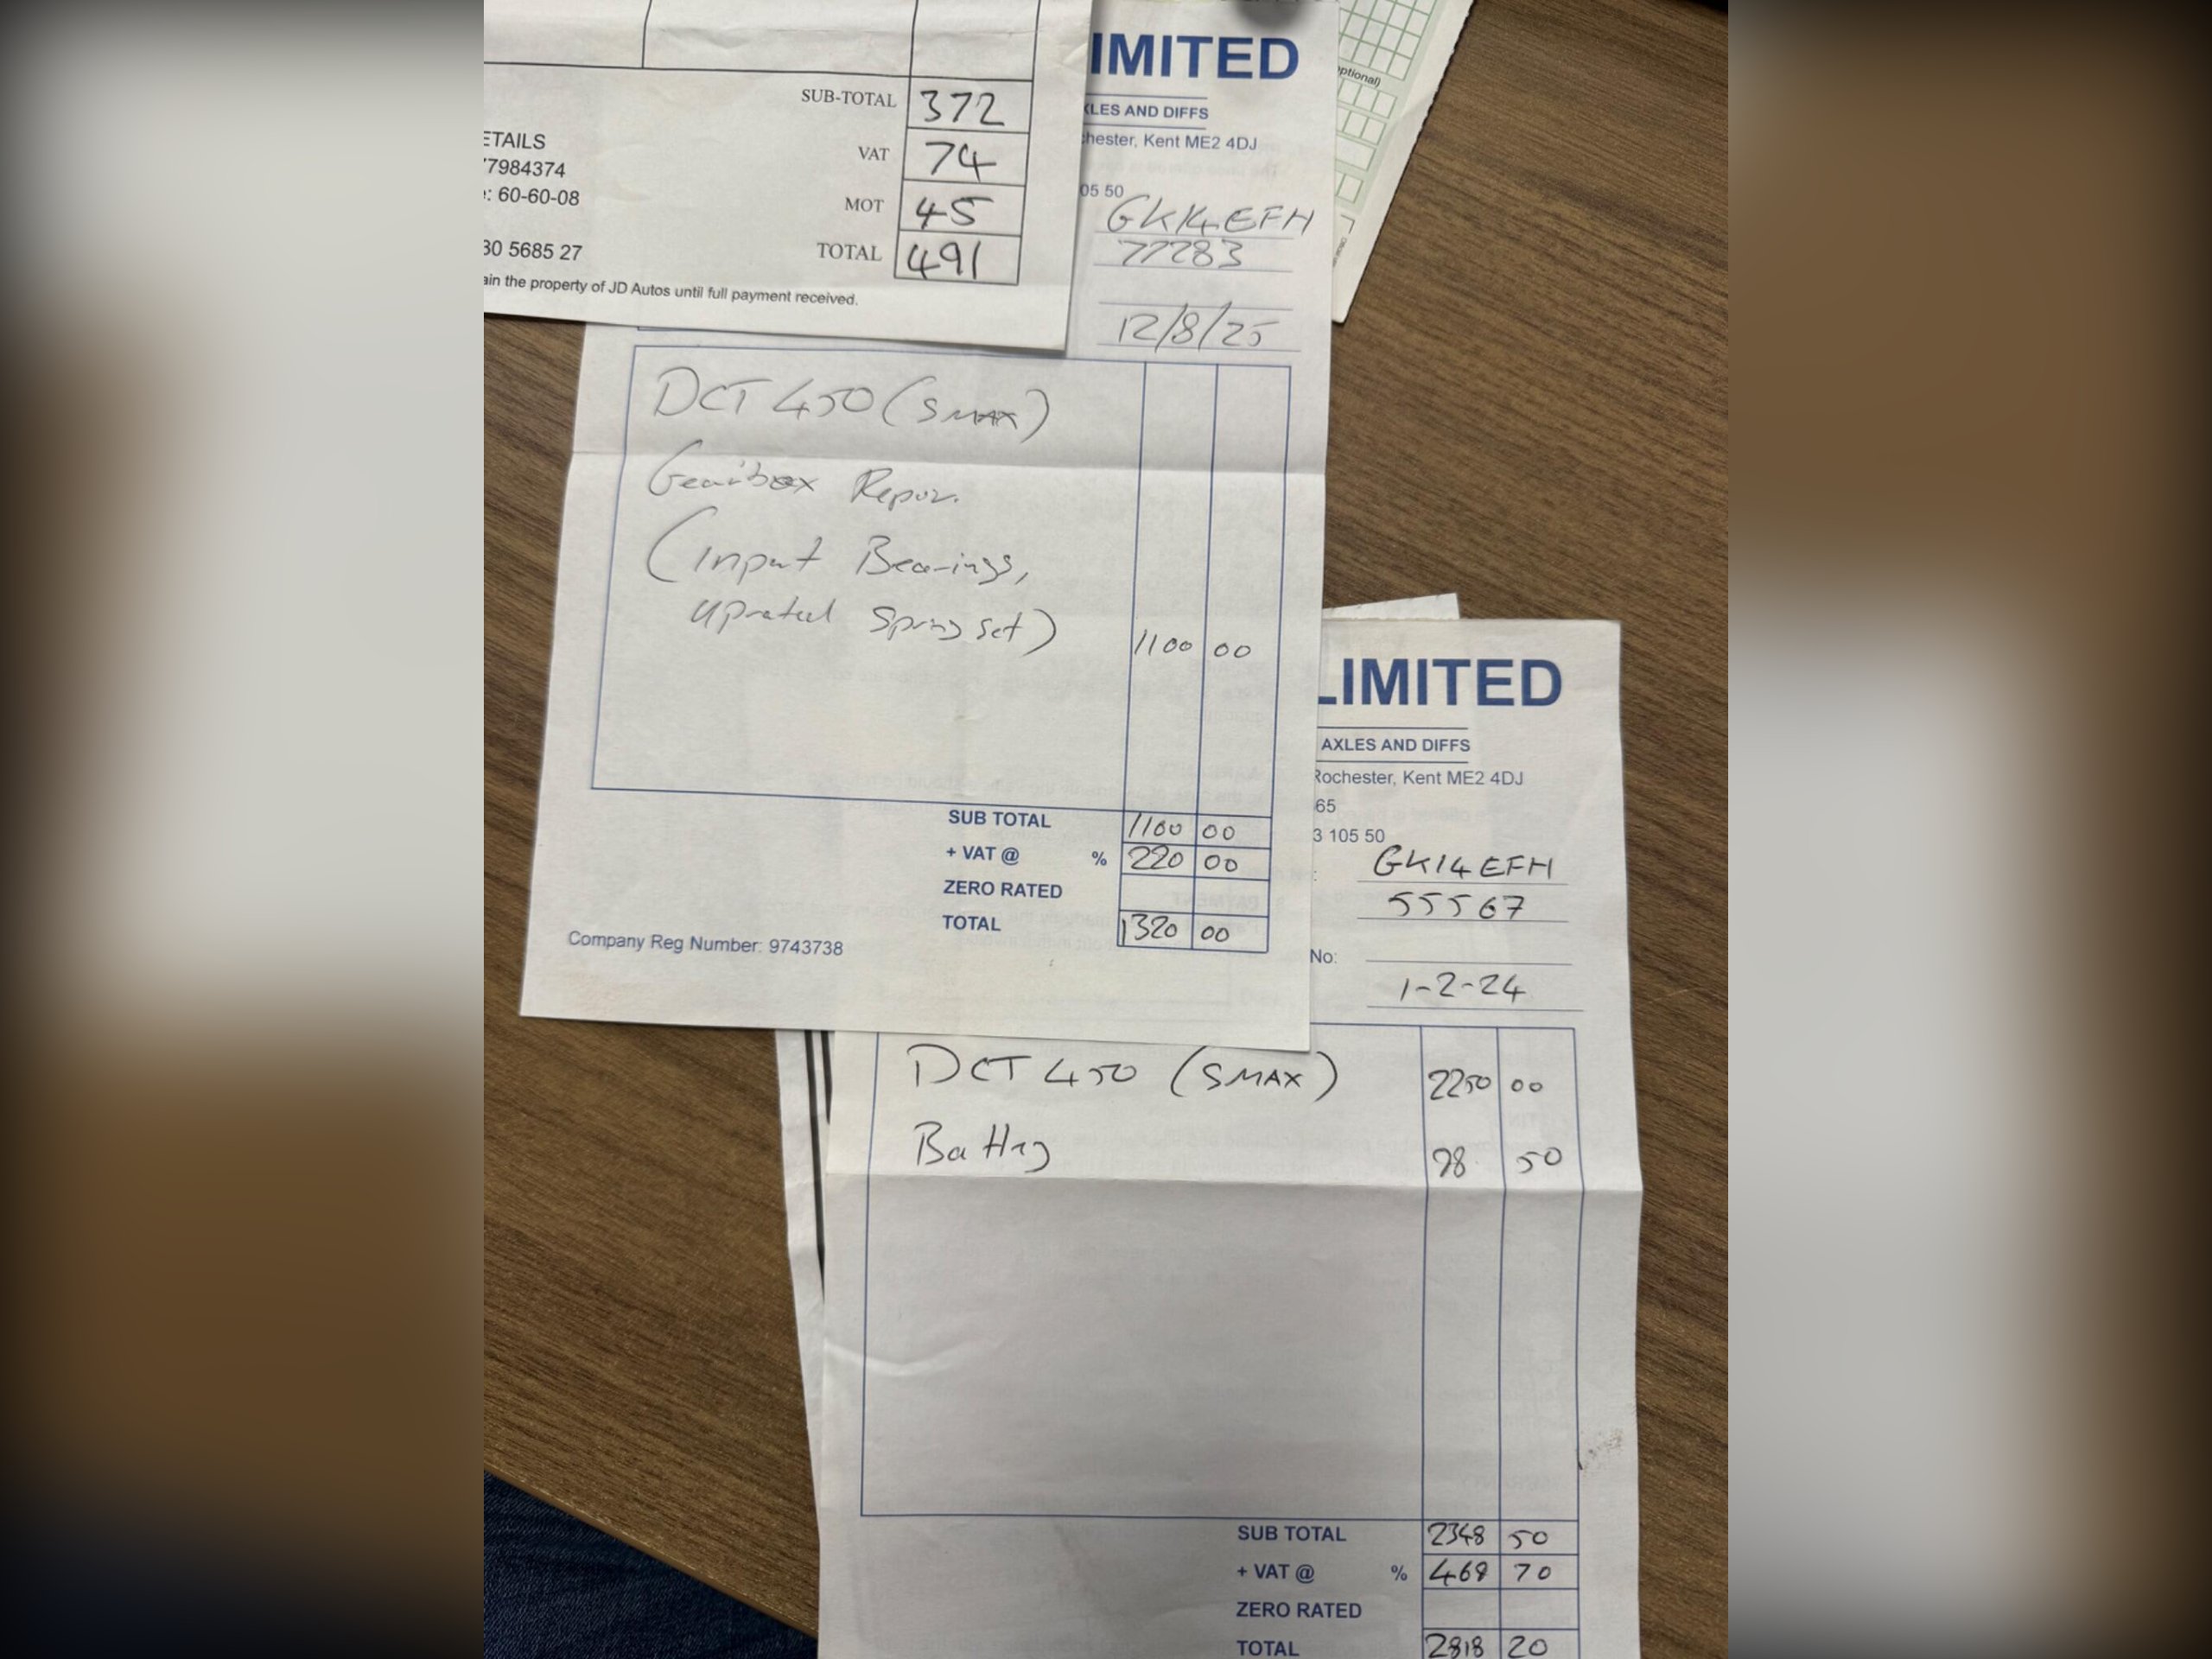 SUB-TOTAL 372
VAT 74
MOT 45
TOTAL 491
ETAILS
77984374
: 60-60-08
30 5685 27
ain the property of JD Autos until full payment received.
IMITED
LES AND DIFFS
hester, Kent ME2 4DJ
05 50
GK14EFH
77283
12/8/25
ptional)
DCT 450 (SMAX)
Gearbox Repair.
(Input Bearings,
uprated Spring set)
1100 00
SUB TOTAL 1100 00
+ VAT @ % 220 00
ZERO RATED
TOTAL 1320 00
Company Reg Number: 9743738
LIMITED
AXLES AND DIFFS
Rochester, Kent ME2 4DJ
65
3 105 50
: GK14EFH
55567
No:
1-2-24
DCT 450 (SMAX) 2250 00
Battery 98 50
SUB TOTAL 2348 50
+ VAT @ % 469 70
ZERO RATED
TOTAL 2818 20